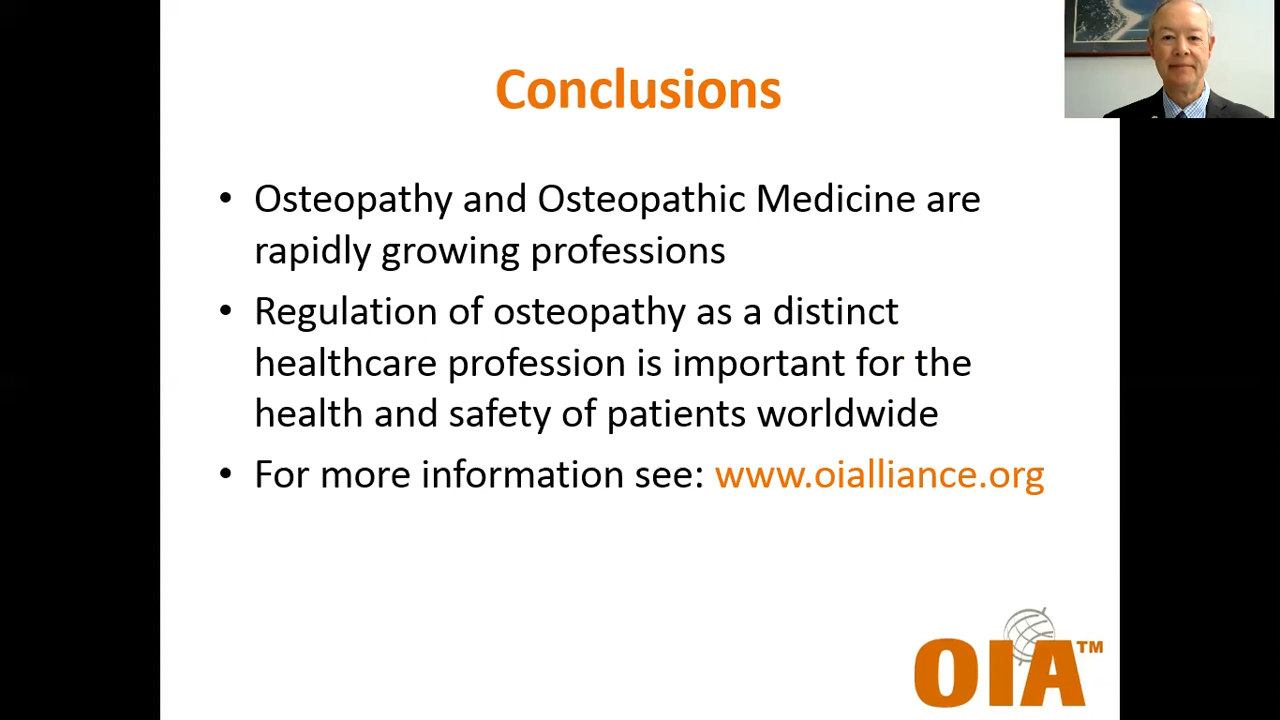 Conclusions
• Osteopathy and Osteopathic Medicine are
rapidly growing professions
• Regulation of osteopathy as a distinct
healthcare profession is important for the
health and safety of patients worldwide
• For more information see: www.oialliance.org
OIA™